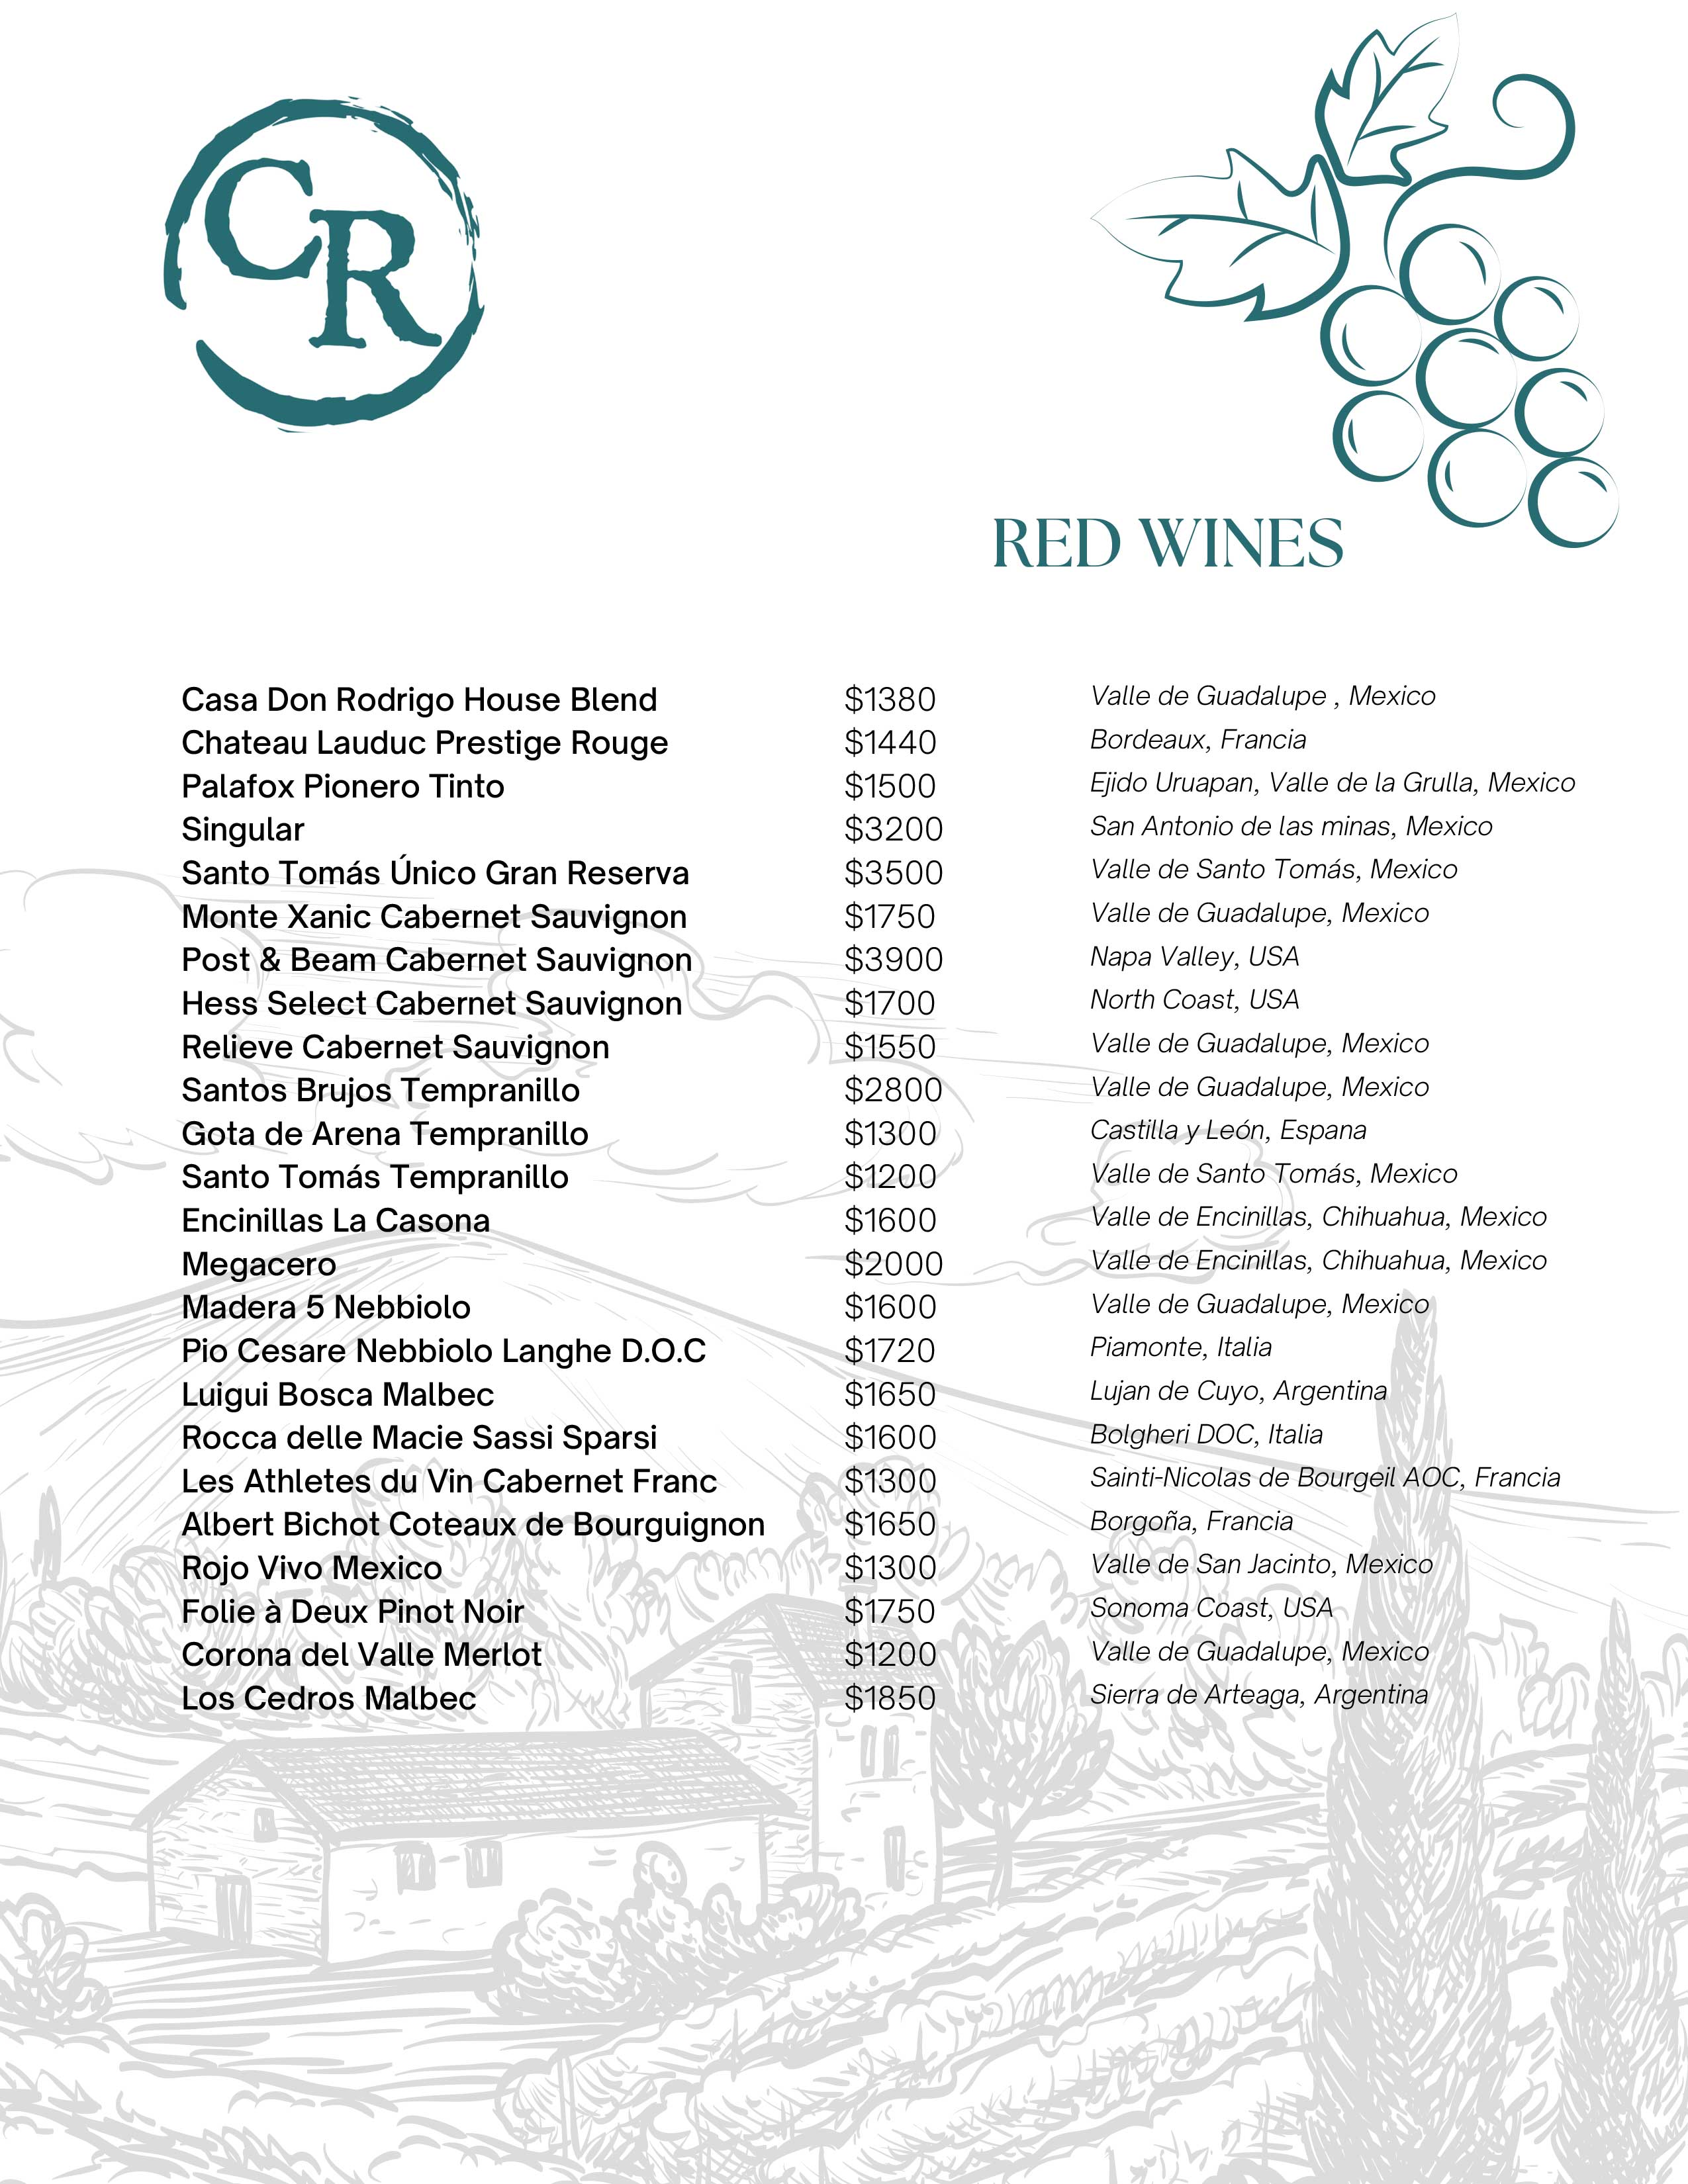 CR
RED WINES
Casa Don Rodrigo House Blend $1380 Valle de Guadalupe , Mexico
Chateau Lauduc Prestige Rouge $1440 Bordeaux, Francia
Palafox Pionero Tinto $1500 Ejido Uruapan, Valle de la Grulla, Mexico
Singular $3200 San Antonio de las minas, Mexico
Santo Tomás Único Gran Reserva $3500 Valle de Santo Tomás, Mexico
Monte Xanic Cabernet Sauvignon $1750 Valle de Guadalupe, Mexico
Post & Beam Cabernet Sauvignon $3900 Napa Valley, USA
Hess Select Cabernet Sauvignon $1700 North Coast, USA
Relieve Cabernet Sauvignon $1550 Valle de Guadalupe, Mexico
Santos Brujos Tempranillo $2800 Valle de Guadalupe, Mexico
Gota de Arena Tempranillo $1300 Castilla y León, Espana
Santo Tomás Tempranillo $1200 Valle de Santo Tomás, Mexico
Encinillas La Casona $1600 Valle de Encinillas, Chihuahua, Mexico
Megacero $2000 Valle de Encinillas, Chihuahua, Mexico
Madera 5 Nebbiolo $1600 Valle de Guadalupe, Mexico
Pio Cesare Nebbiolo Langhe D.O.C $1720 Piamonte, Italia
Luigui Bosca Malbec $1650 Lujan de Cuyo, Argentina
Rocca delle Macie Sassi Sparsi $1600 Bolgheri DOC, Italia
Les Athletes du Vin Cabernet Franc $1300 Sainti-Nicolas de Bourgeil AOC, Francia
Albert Bichot Coteaux de Bourguignon $1650 Borgoña, Francia
Rojo Vivo Mexico $1300 Valle de San Jacinto, Mexico
Folie à Deux Pinot Noir $1750 Sonoma Coast, USA
Corona del Valle Merlot $1200 Valle de Guadalupe, Mexico
Los Cedros Malbec $1850 Sierra de Arteaga, Argentina